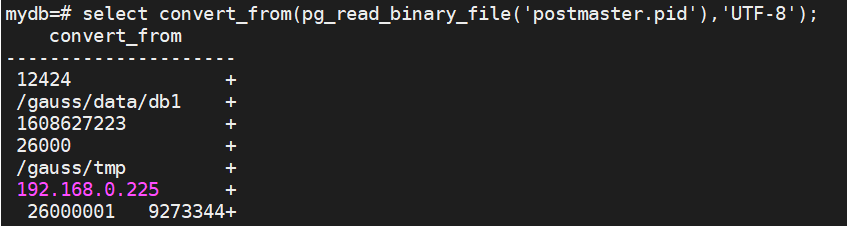 mydb=# select convert_from(pg_read_binary_file('postmaster.pid'),'UTF-8');
    convert_from
---------------------
 12424              +
 /gauss/data/db1    +
 1608627223         +
 26000              +
 /gauss/tmp         +
 192.168.0.225      +
  26000001   9273344+